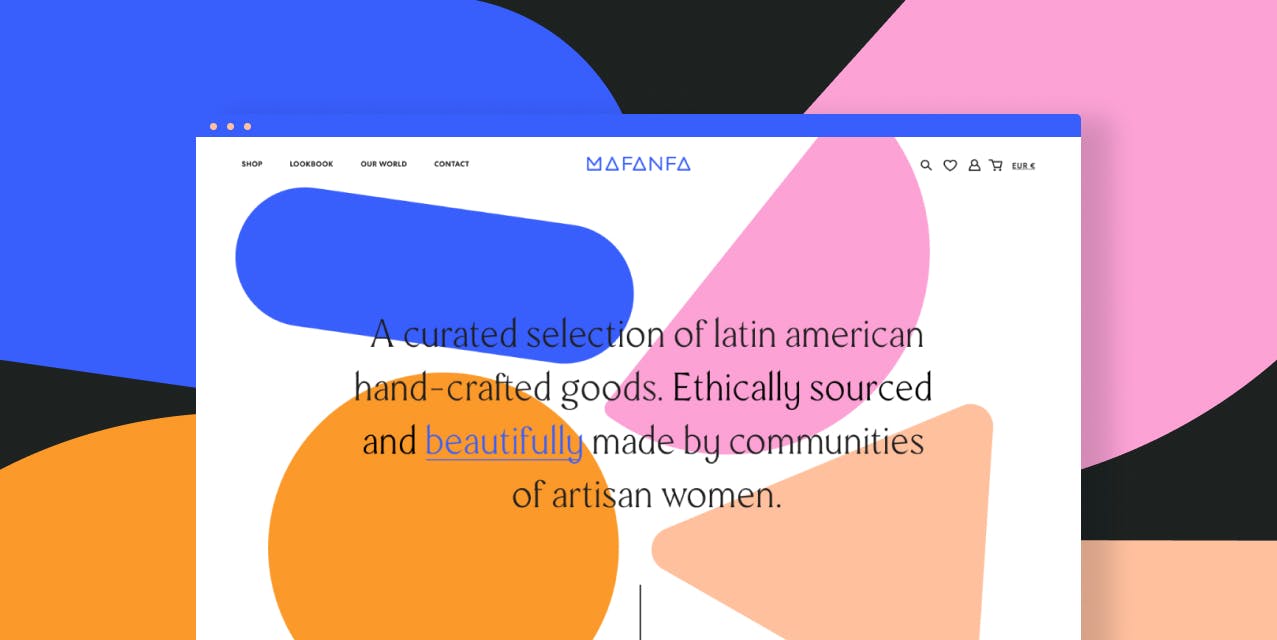 SHOP LOOKBOOK OUR WORLD CONTACT MAFANFA EUR €
A curated selection of latin american
hand-crafted goods. Ethically sourced
and beautifully made by communities
of artisan women.